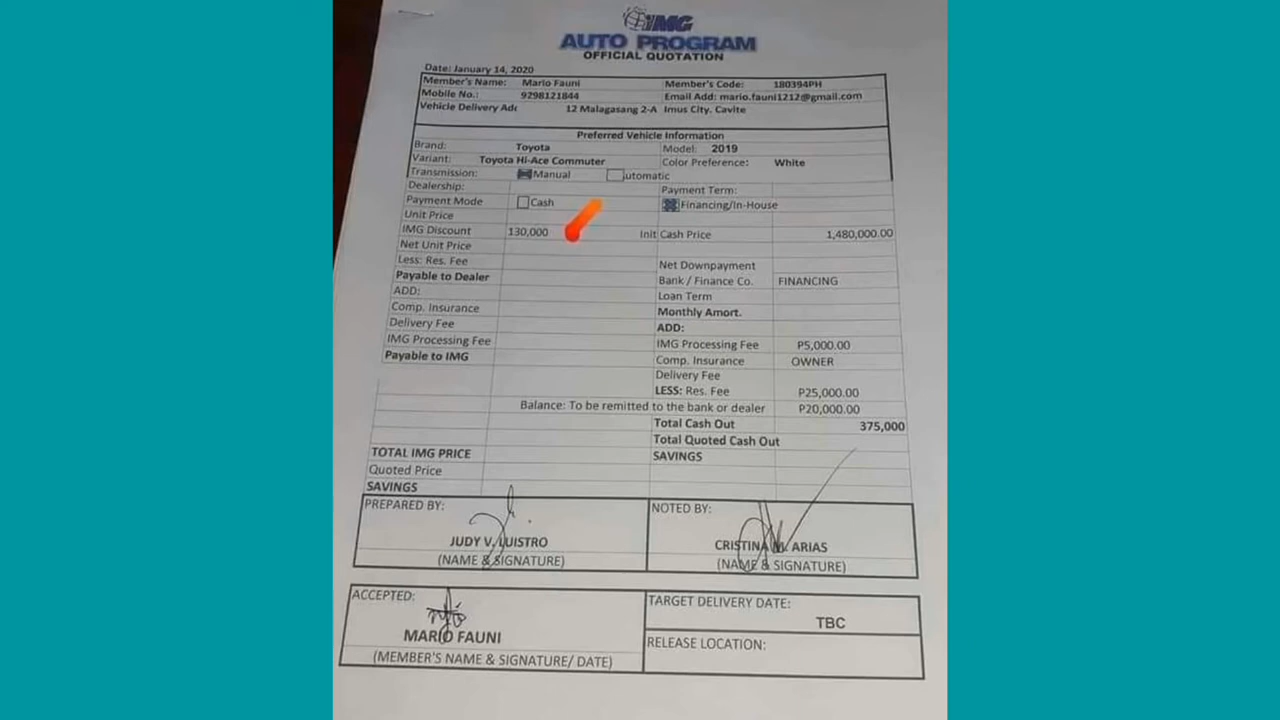 IMG
AUTO PROGRAM
OFFICIAL QUOTATION
Date: January 14, 2020
Member's Name: Mario Fauni Member's Code: 180394PH
Mobile No.: 9298121844 Email Add: mario.fauni1212@gmail.com
Vehicle Delivery Add 12 Malagasang 2-A Imus City. Cavite
Preferred Vehicle Information
Brand: Toyota Model: 2019
Variant: Toyota Hi-Ace Commuter Color Preference: White
Transmission: Manual utomatic
Dealership: Payment Term:
Payment Mode Cash Financing/In-House
Unit Price
IMG Discount 130,000 Init Cash Price 1,480,000.00
Net Unit Price
Less: Res. Fee Net Downpayment
Payable to Dealer Bank / Finance Co. FINANCING
ADD: Loan Term
Comp. Insurance Monthly Amort.
Delivery Fee ADD:
IMG Processing Fee IMG Processing Fee P5,000.00
Payable to IMG Comp. Insurance OWNER
Delivery Fee
LESS: Res. Fee P25,000.00
Balance: To be remitted to the bank or dealer P20,000.00
Total Cash Out 375,000
Total Quoted Cash Out
TOTAL IMG PRICE SAVINGS
Quoted Price
SAVINGS
PREPARED BY: NOTED BY:
JUDY V. LUISTRO CRISTINA M. ARIAS
(NAME & SIGNATURE) (NAME & SIGNATURE)
ACCEPTED: TARGET DELIVERY DATE:
TBC
MARIO FAUNI RELEASE LOCATION:
(MEMBER'S NAME & SIGNATURE/ DATE)